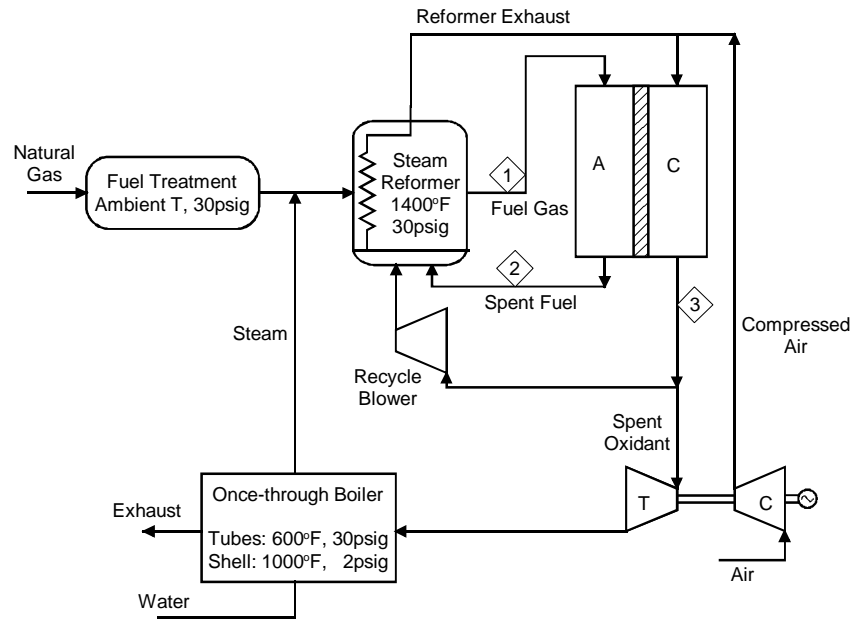 Reformer Exhaust
Natural
Gas
Fuel Treatment
Ambient T, 30psig
Steam
Reformer
1400°F
30psig
1
Fuel Gas
A
C
2
Spent Fuel
3
Compressed
Air
Steam
Recycle
Blower
Spent
Oxidant
Once-through Boiler
Tubes: 600°F, 30psig
Shell: 1000°F, 2psig
Exhaust
T
C
Air
Water